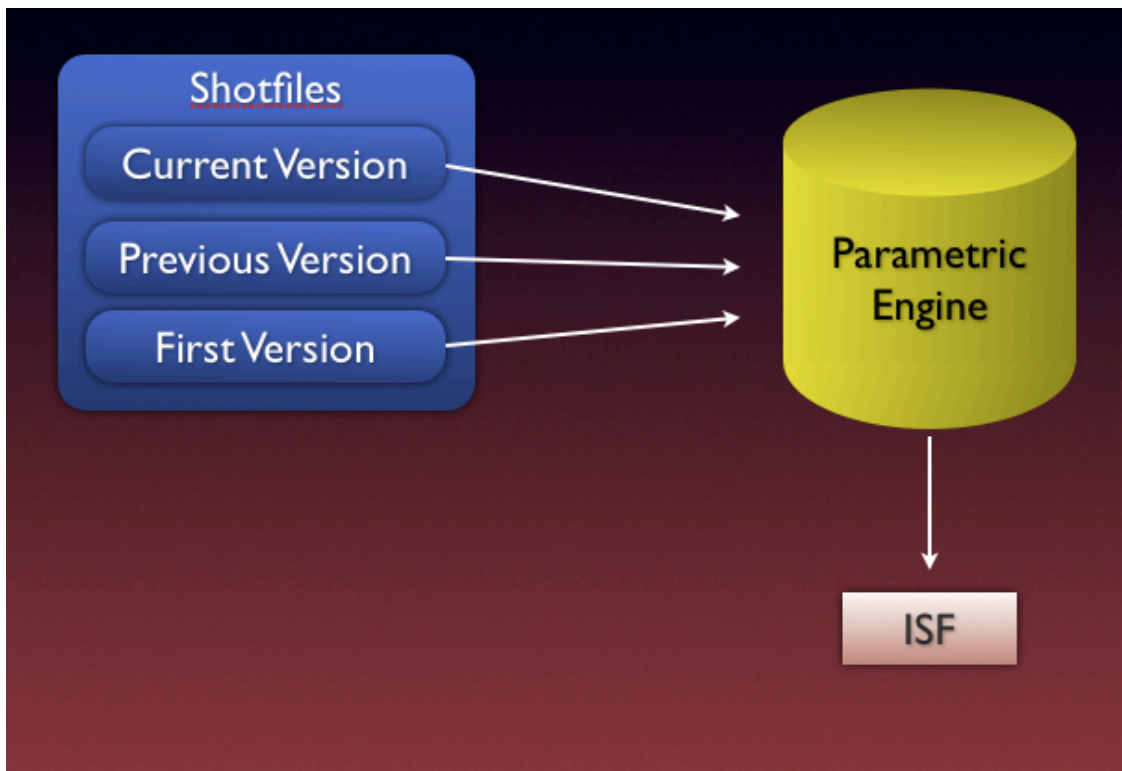 Shotfiles
Current Version
Previous Version
First Version
Parametric
Engine
ISF